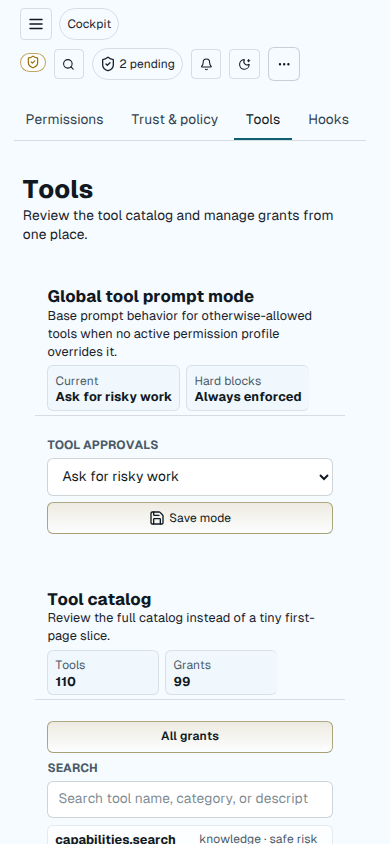 Cockpit
2 pending
Permissions Trust & policy Tools Hooks
Tools
Review the tool catalog and manage grants from
one place.
Global tool prompt mode
Base prompt behavior for otherwise-allowed
tools when no active permission profile
overrides it.
Current Hard blocks
Ask for risky work Always enforced
TOOL APPROVALS
Ask for risky work
Save mode
Tool catalog
Review the full catalog instead of a tiny first-
page slice.
Tools Grants
110 99
All grants
SEARCH
Search tool name, category, or descript
capabilities.search knowledge · safe risk